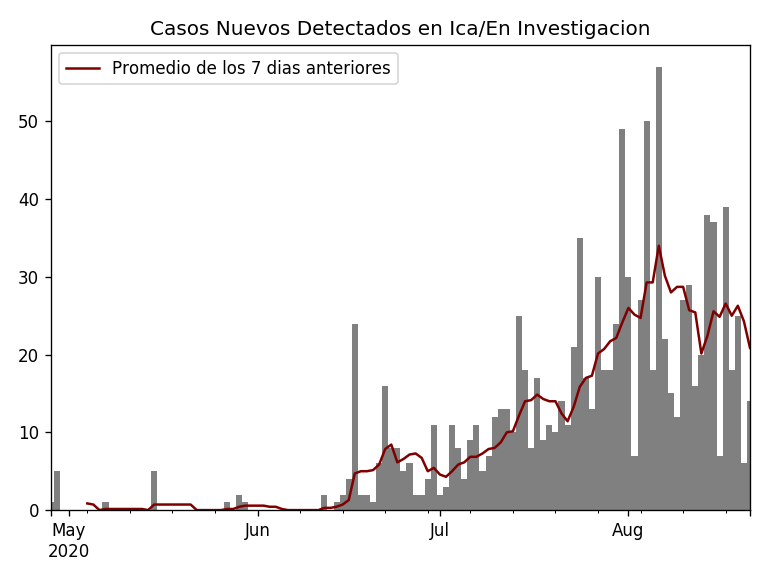 Casos Nuevos Detectados en Ica/En Investigacion
Promedio de los 7 dias anteriores
50
40
30
20
10
0
May Jun Jul Aug
2020